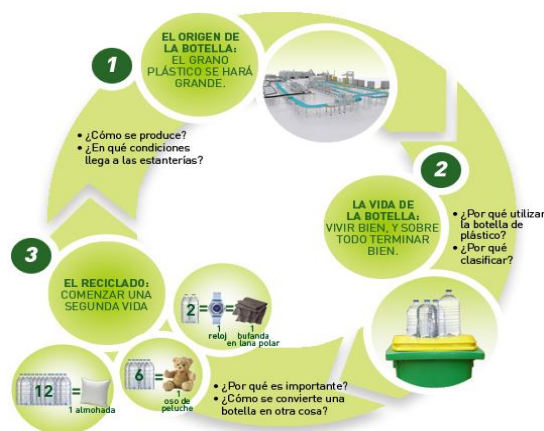 1
EL ORIGEN DE
LA BOTELLA:
EL GRANO
PLÁSTICO SE HARÁ
GRANDE.
• ¿Cómo se produce?
• ¿En qué condiciones
llega a las estanterías?
2
LA VIDA DE
LA BOTELLA:
VIVIR BIEN, Y SOBRE
TODO TERMINAR
BIEN.
• ¿Por qué utilizar
la botella de
plástico?
• ¿Por qué
clasificar?
3
EL RECICLADO:
COMENZAR UNA
SEGUNDA VIDA
2 = 1 reloj = 1 bufanda
en lana polar
6 = 1
oso de
peluche
12 =
1 almohada
• ¿Por qué es importante?
• ¿Cómo se convierte una
botella en otra cosa?